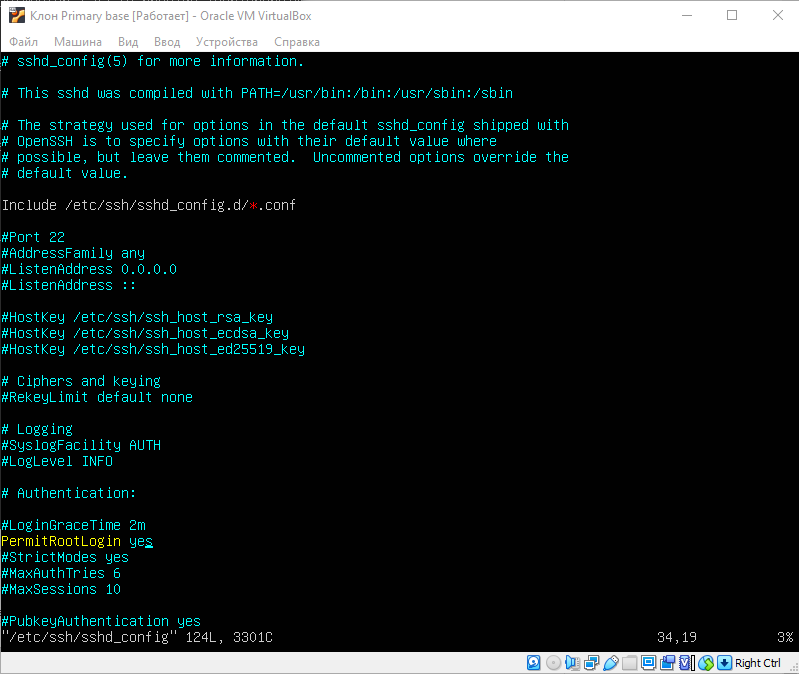 Клон Primary base [Работает] - Oracle VM VirtualBox
Файл Машина Вид Ввод Устройства Справка
# sshd_config(5) for more information.
# This sshd was compiled with PATH=/usr/bin:/bin:/usr/sbin:/sbin
# The strategy used for options in the default sshd_config shipped with
# OpenSSH is to specify options with their default value where
# possible, but leave them commented.  Uncommented options override the
# default value.
Include /etc/ssh/sshd_config.d/*.conf
#Port 22
#AddressFamily any
#ListenAddress 0.0.0.0
#ListenAddress ::
#HostKey /etc/ssh/ssh_host_rsa_key
#HostKey /etc/ssh/ssh_host_ecdsa_key
#HostKey /etc/ssh/ssh_host_ed25519_key
# Ciphers and keying
#RekeyLimit default none
# Logging
#SyslogFacility AUTH
#LogLevel INFO
# Authentication:
#LoginGraceTime 2m
PermitRootLogin yes
#StrictModes yes
#MaxAuthTries 6
#MaxSessions 10
#PubkeyAuthentication yes
"/etc/ssh/sshd_config" 124L, 3301C 34,19 3%
Right Ctrl